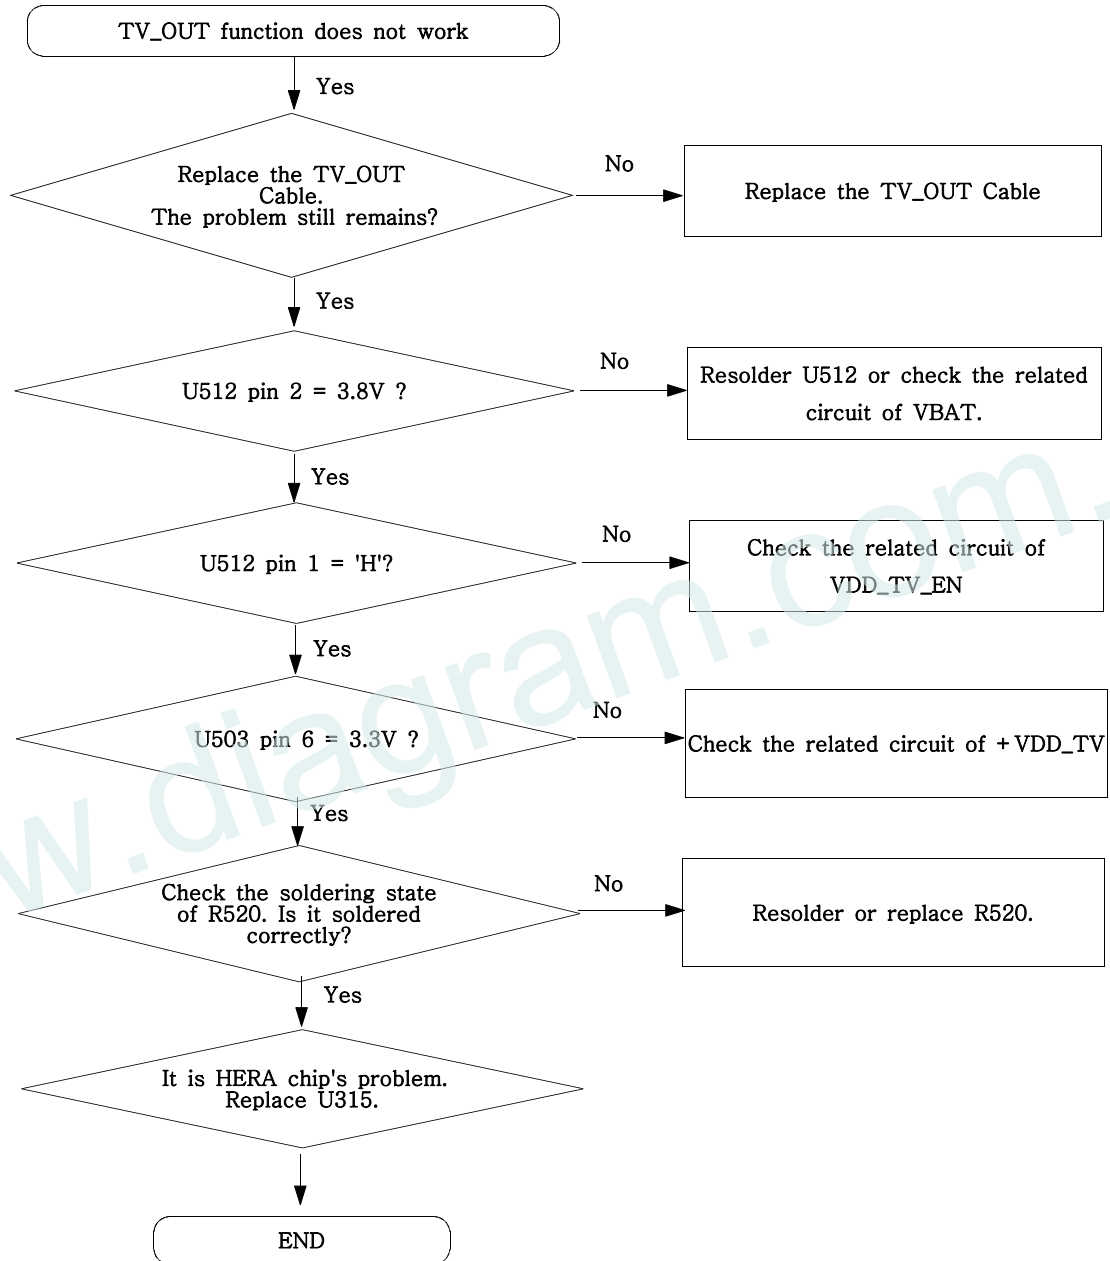 TV_OUT function does not work
Yes
Replace the TV_OUT
Cable.
The problem still remains?
No
Replace the TV_OUT Cable
Yes
U512 pin 2 = 3.8V ?
No
Resolder U512 or check the related
circuit of VBAT.
Yes
U512 pin 1 = 'H'?
No
Check the related circuit of
VDD_TV_EN
Yes
U503 pin 6 = 3.3V ?
No
Check the related circuit of +VDD_TV
Yes
Check the soldering state
of R520. Is it soldered
correctly?
No
Resolder or replace R520.
Yes
It is HERA chip's problem.
Replace U315.
END
w.diagram.com.